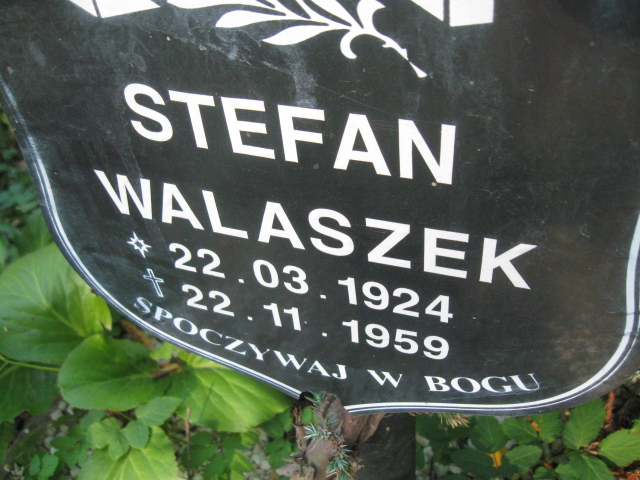 STEFAN
WALASZEK
22.03.1924
22.11.1959
SPOCZYWAJ W BOGU